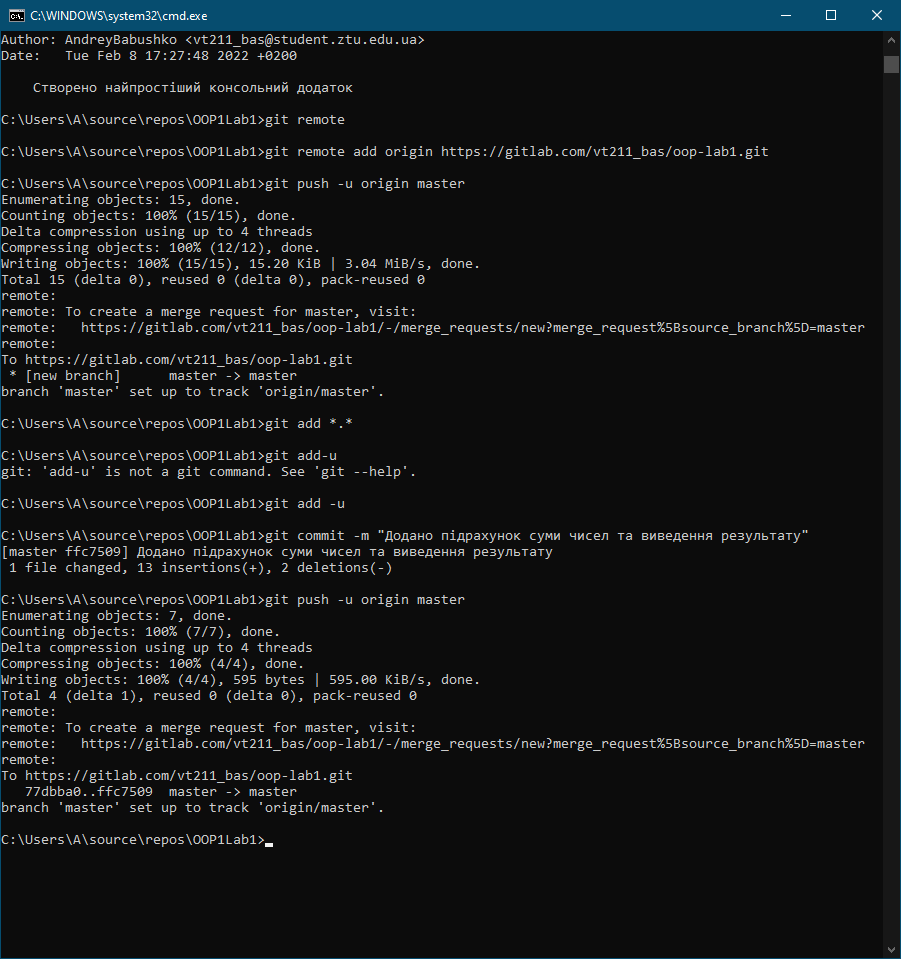 C:\WINDOWS\system32\cmd.exe
Author: AndreyBabushko <vt211_bas@student.ztu.edu.ua>
Date:   Tue Feb 8 17:27:48 2022 +0200
    Створено найпростіший консольний додаток
C:\Users\A\source\repos\OOP1Lab1>git remote
C:\Users\A\source\repos\OOP1Lab1>git remote add origin https://gitlab.com/vt211_bas/oop-lab1.git
C:\Users\A\source\repos\OOP1Lab1>git push -u origin master
Enumerating objects: 15, done.
Counting objects: 100% (15/15), done.
Delta compression using up to 4 threads
Compressing objects: 100% (12/12), done.
Writing objects: 100% (15/15), 15.20 KiB | 3.04 MiB/s, done.
Total 15 (delta 0), reused 0 (delta 0), pack-reused 0
remote:
remote: To create a merge request for master, visit:
remote:   https://gitlab.com/vt211_bas/oop-lab1/-/merge_requests/new?merge_request%5Bsource_branch%5D=master
remote:
To https://gitlab.com/vt211_bas/oop-lab1.git
 * [new branch]      master -> master
branch 'master' set up to track 'origin/master'.
C:\Users\A\source\repos\OOP1Lab1>git add *.*
C:\Users\A\source\repos\OOP1Lab1>git add-u
git: 'add-u' is not a git command. See 'git --help'.
C:\Users\A\source\repos\OOP1Lab1>git add -u
C:\Users\A\source\repos\OOP1Lab1>git commit -m "Додано підрахунок суми чисел та виведення результату"
[master ffc7509] Додано підрахунок суми чисел та виведення результату
 1 file changed, 13 insertions(+), 2 deletions(-)
C:\Users\A\source\repos\OOP1Lab1>git push -u origin master
Enumerating objects: 7, done.
Counting objects: 100% (7/7), done.
Delta compression using up to 4 threads
Compressing objects: 100% (4/4), done.
Writing objects: 100% (4/4), 595 bytes | 595.00 KiB/s, done.
Total 4 (delta 1), reused 0 (delta 0), pack-reused 0
remote:
remote: To create a merge request for master, visit:
remote:   https://gitlab.com/vt211_bas/oop-lab1/-/merge_requests/new?merge_request%5Bsource_branch%5D=master
remote:
To https://gitlab.com/vt211_bas/oop-lab1.git
   77dbba0..ffc7509  master -> master
branch 'master' set up to track 'origin/master'.
C:\Users\A\source\repos\OOP1Lab1>